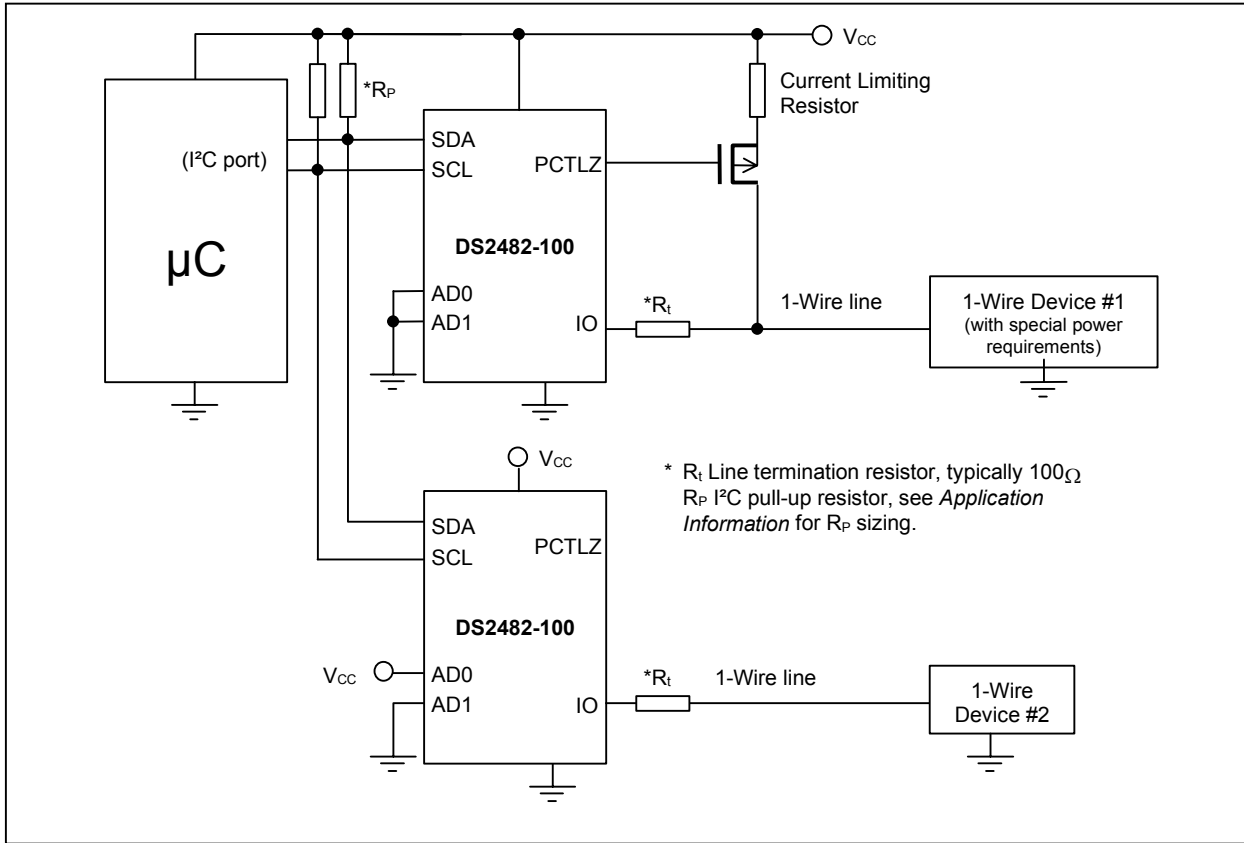 V_CC
*R_P
Current Limiting
Resistor
(I²C port)
µC
SDA
SCL
PCTLZ
DS2482-100
AD0
AD1
IO
*R_t
1-Wire line
1-Wire Device #1
(with special power
requirements)
V_CC
* R_t Line termination resistor, typically 100Ω
R_P I²C pull-up resistor, see Application
Information for R_P sizing.
SDA
SCL
PCTLZ
DS2482-100
V_CC
AD0
AD1
IO
*R_t
1-Wire line
1-Wire
Device #2